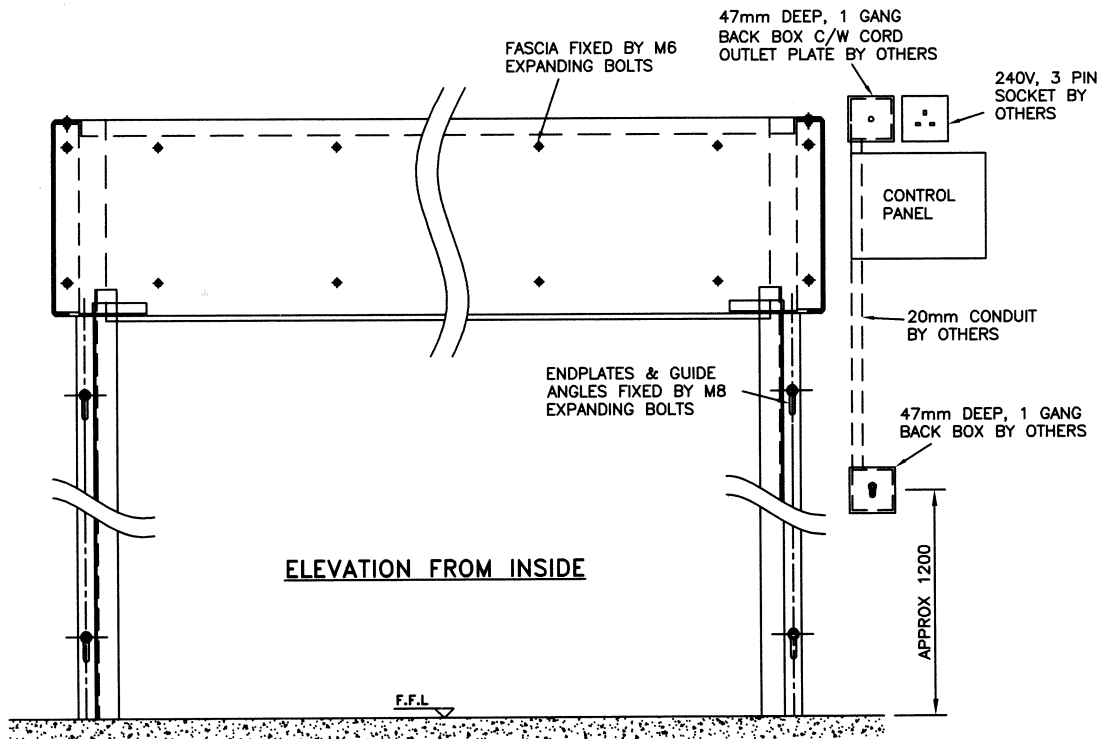 47mm DEEP, 1 GANG
BACK BOX C/W CORD
OUTLET PLATE BY OTHERS
FASCIA FIXED BY M6
EXPANDING BOLTS
240V, 3 PIN
SOCKET BY
OTHERS
CONTROL
PANEL
20mm CONDUIT
BY OTHERS
ENDPLATES & GUIDE
ANGLES FIXED BY M8
EXPANDING BOLTS
47mm DEEP, 1 GANG
BACK BOX BY OTHERS
ELEVATION FROM INSIDE
APPROX 1200
F.F.L